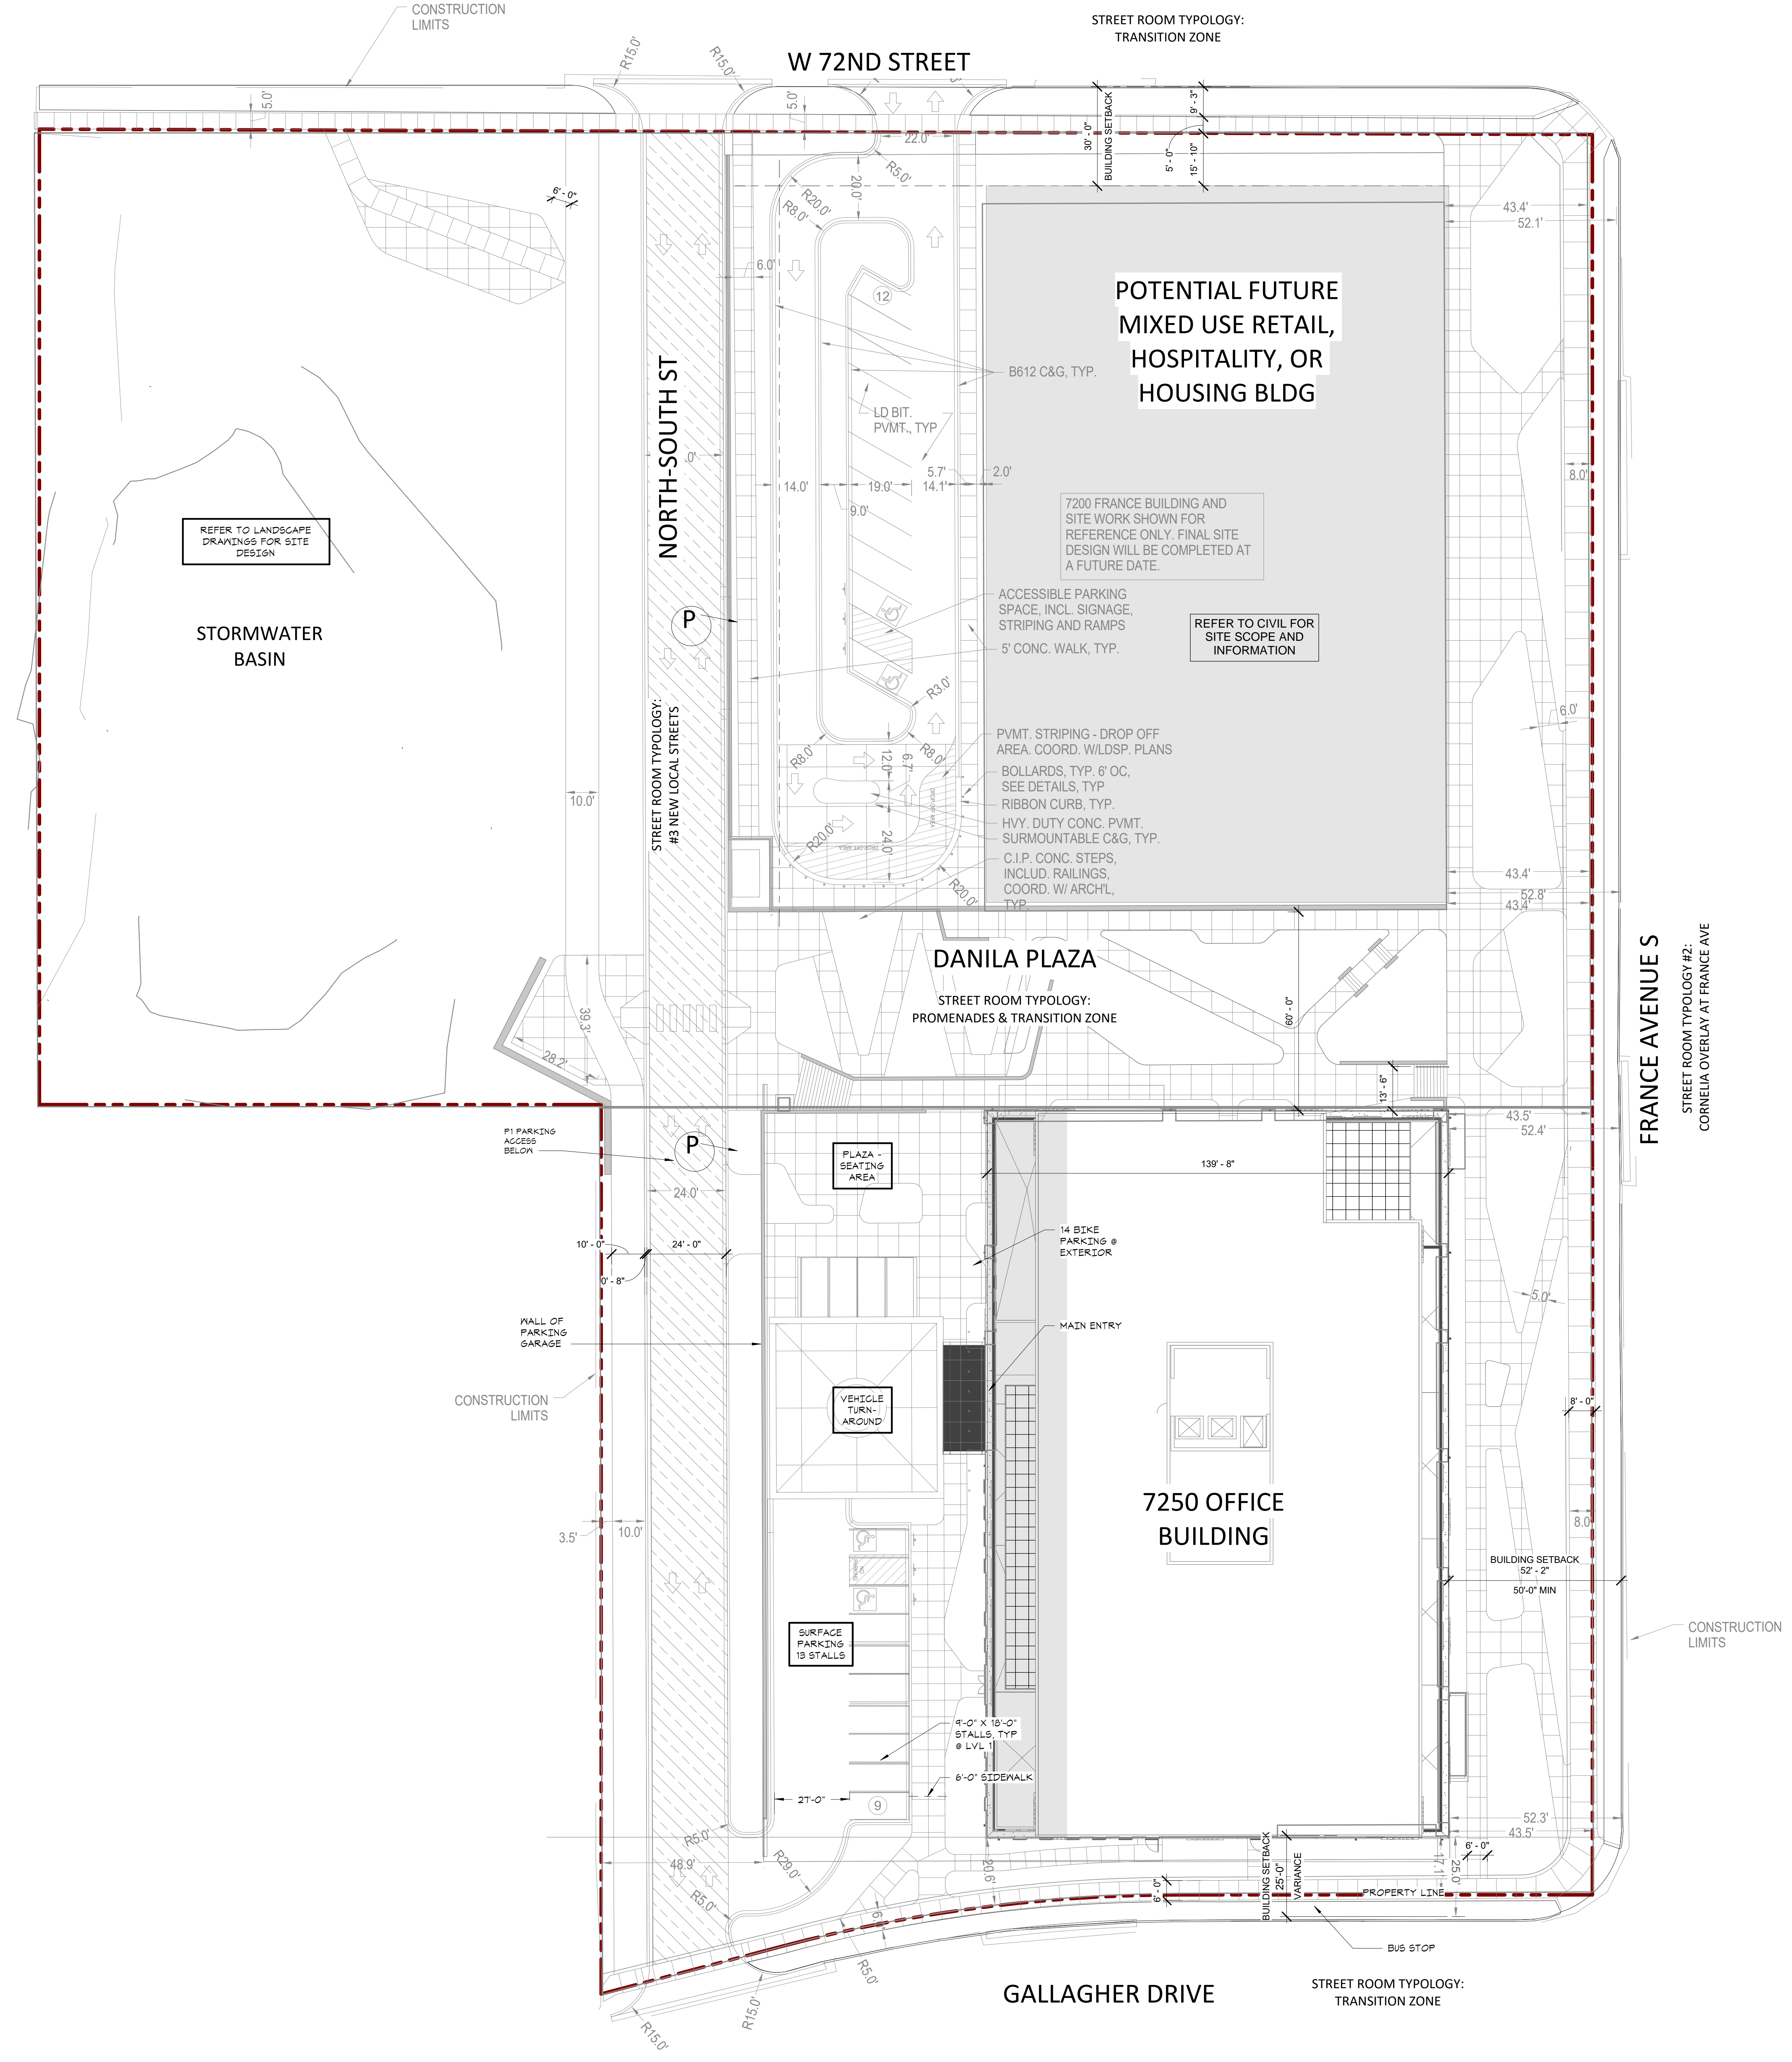 CONSTRUCTION
LIMITS
STREET ROOM TYPOLOGY:
TRANSITION ZONE
W 72ND STREET
R15.0'
R15.0'
5.0'
5.0'
22.0'
30' - 0"
BUILDING SETBACK
9' - 3"
5' - 0"
15' - 10"
R5.0'
20.0'
R20.0'
R8.0'
6' - 0"
43.4'
52.1'
6.0'
12
POTENTIAL FUTURE
MIXED USE RETAIL,
HOSPITALITY, OR
HOUSING BLDG
B612 C&G, TYP.
LD BIT.
PVMT., TYP
NORTH-SOUTH ST
.0'
5.7'
2.0'
14.0'
19.0'
14.1'
9.0'
8.0'
7200 FRANCE BUILDING AND
SITE WORK SHOWN FOR
REFERENCE ONLY. FINAL SITE
DESIGN WILL BE COMPLETED AT
A FUTURE DATE.
REFER TO LANDSCAPE
DRAWINGS FOR SITE
DESIGN
ACCESSIBLE PARKING
SPACE, INCL. SIGNAGE,
STRIPING AND RAMPS
5' CONC. WALK, TYP.
REFER TO CIVIL FOR
SITE SCOPE AND
INFORMATION
STORMWATER
BASIN
P
R3.0'
6.0'
STREET ROOM TYPOLOGY:
#3 NEW LOCAL STREETS
PVMT. STRIPING - DROP OFF
AREA. COORD. W/LDSP. PLANS
R8.0'
12.0'
6.7'
R8.0'
BOLLARDS, TYP. 6' OC,
SEE DETAILS, TYP
RIBBON CURB, TYP.
HVY. DUTY CONC. PVMT.
SURMOUNTABLE C&G, TYP.
10.0'
DROP OFF AREA
R20.0'
24.0'
DROP OFF AREA
C.I.P. CONC. STEPS,
INCLUD. RAILINGS,
COORD. W/ ARCH'L,
TYP.
R20.0'
43.4'
52.8'
43.4'
DANILA PLAZA
STREET ROOM TYPOLOGY:
PROMENADES & TRANSITION ZONE
60' - 0"
39.3'
28.2'
13' - 6"
FRANCE AVENUE S
STREET ROOM TYPOLOGY #2:
CORNELIA OVERLAY AT FRANCE AVE
43.5'
52.4'
P1 PARKING
ACCESS
BELOW
P
PLAZA -
SEATING
AREA
139' - 8"
24.0'
14 BIKE
PARKING @
EXTERIOR
10' - 0"
24' - 0"
0' - 8"
5.0'
WALL OF
PARKING
GARAGE
MAIN ENTRY
CONSTRUCTION
LIMITS
VEHICLE
TURN-
AROUND
8' - 0"
7250 OFFICE
BUILDING
3.5'
10.0'
8.0
BUILDING SETBACK
52' - 2"
50'-0" MIN
NO
PARKING
SURFACE
PARKING
13 STALLS
CONSTRUCTION
LIMITS
9'-0" X 18'-0"
STALLS, TYP
@ LVL 1
6'-0" SIDEWALK
27'-0"
9
52.3'
43.5'
R5.0'
48.9'
R29.0'
R5.0'
20.6'
BUILDING SETBACK
25'-0"
VARIANCE
17.1'
25.0'
6' - 0"
6' - 0"
PROPERTY LINE
BUS STOP
R5.0'
R15.0'
R15.0'
GALLAGHER DRIVE
STREET ROOM TYPOLOGY:
TRANSITION ZONE